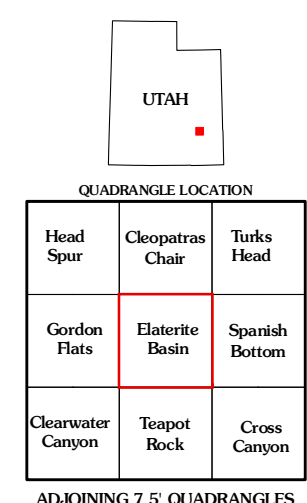 UTAH
QUADRANGLE LOCATION
Head Spur
Cleopatras Chair
Turks Head
Gordon Flats
Elaterite Basin
Spanish Bottom
Clearwater Canyon
Teapot Rock
Cross Canyon
ADJOINING 7.5' QUADRANGLES